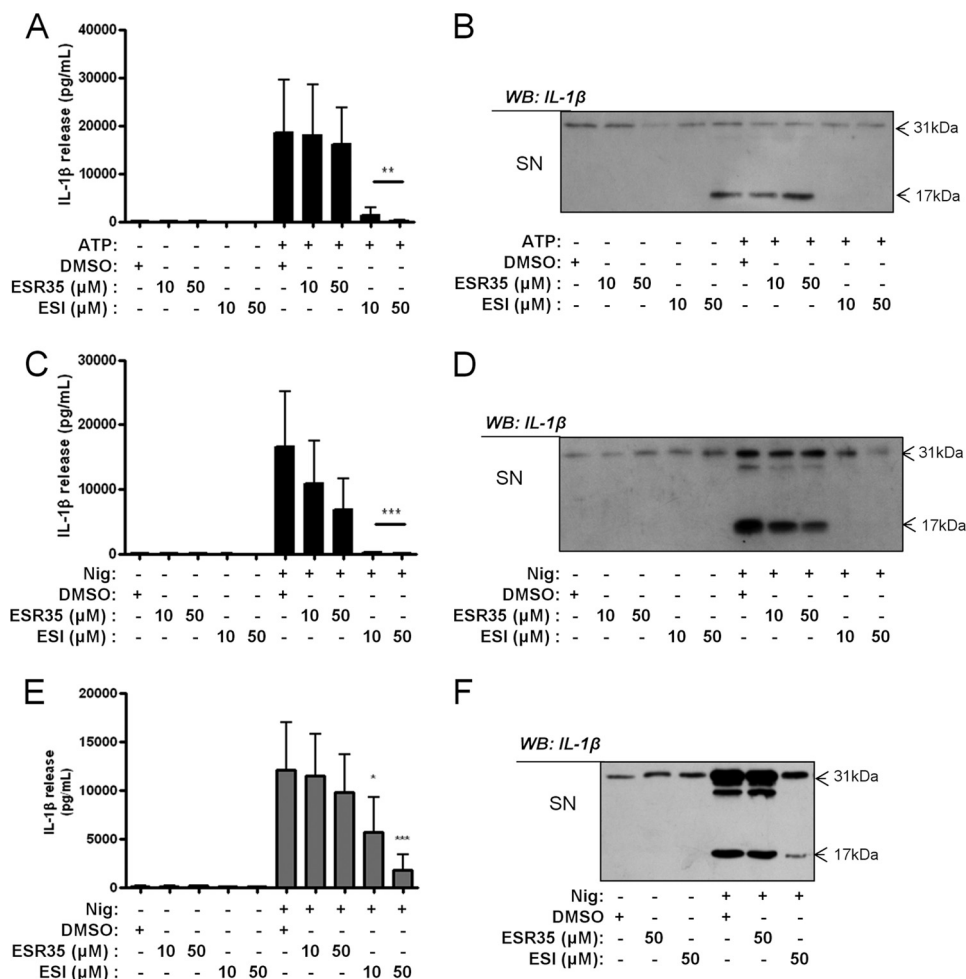 A
IL-1β release (pg/mL)
40000
30000
20000
10000
0
**
ATP: - - - - - + + + + +
DMSO: + - - - - + - - - -
ESR35 (µM) : - 10 50 - - - 10 50 - -
ESI (µM) : - - - 10 50 - - - 10 50
B
WB: IL-1β
SN
31kDa
17kDa
ATP: - - - - - + + + + +
DMSO: + - - - - + - - - -
ESR35 (µM) : - 10 50 - - - 10 50 - -
ESI (µM) : - - - 10 50 - - - 10 50
C
IL-1β release (pg/mL)
30000
20000
10000
0
***
Nig: - - - - - + + + + +
DMSO: + - - - - + - - - -
ESR35 (µM) : - 10 50 - - - 10 50 - -
ESI (µM) : - - - 10 50 - - - 10 50
D
WB: IL-1β
SN
31kDa
17kDa
Nig: - - - - - + + + + +
DMSO: + - - - - + - - - -
ESR35 (µM) : - 10 50 - - - 10 50 - -
ESI (µM) : - - - 10 50 - - - 10 50
E
IL-1β release
(pg/mL)
20000
15000
10000
5000
0
*
***
Nig: - - - - - + + + + +
DMSO: + - - - - + - - - -
ESR35 (µM) : - 10 50 - - - 10 50 - -
ESI (µM) : - - - 10 50 - - - 10 50
F
WB: IL-1β
SN
31kDa
17kDa
Nig: - - - + + +
DMSO: + - - + - -
ESR35 (µM): - 50 - - 50 -
ESI (µM) : - - 50 - - 50